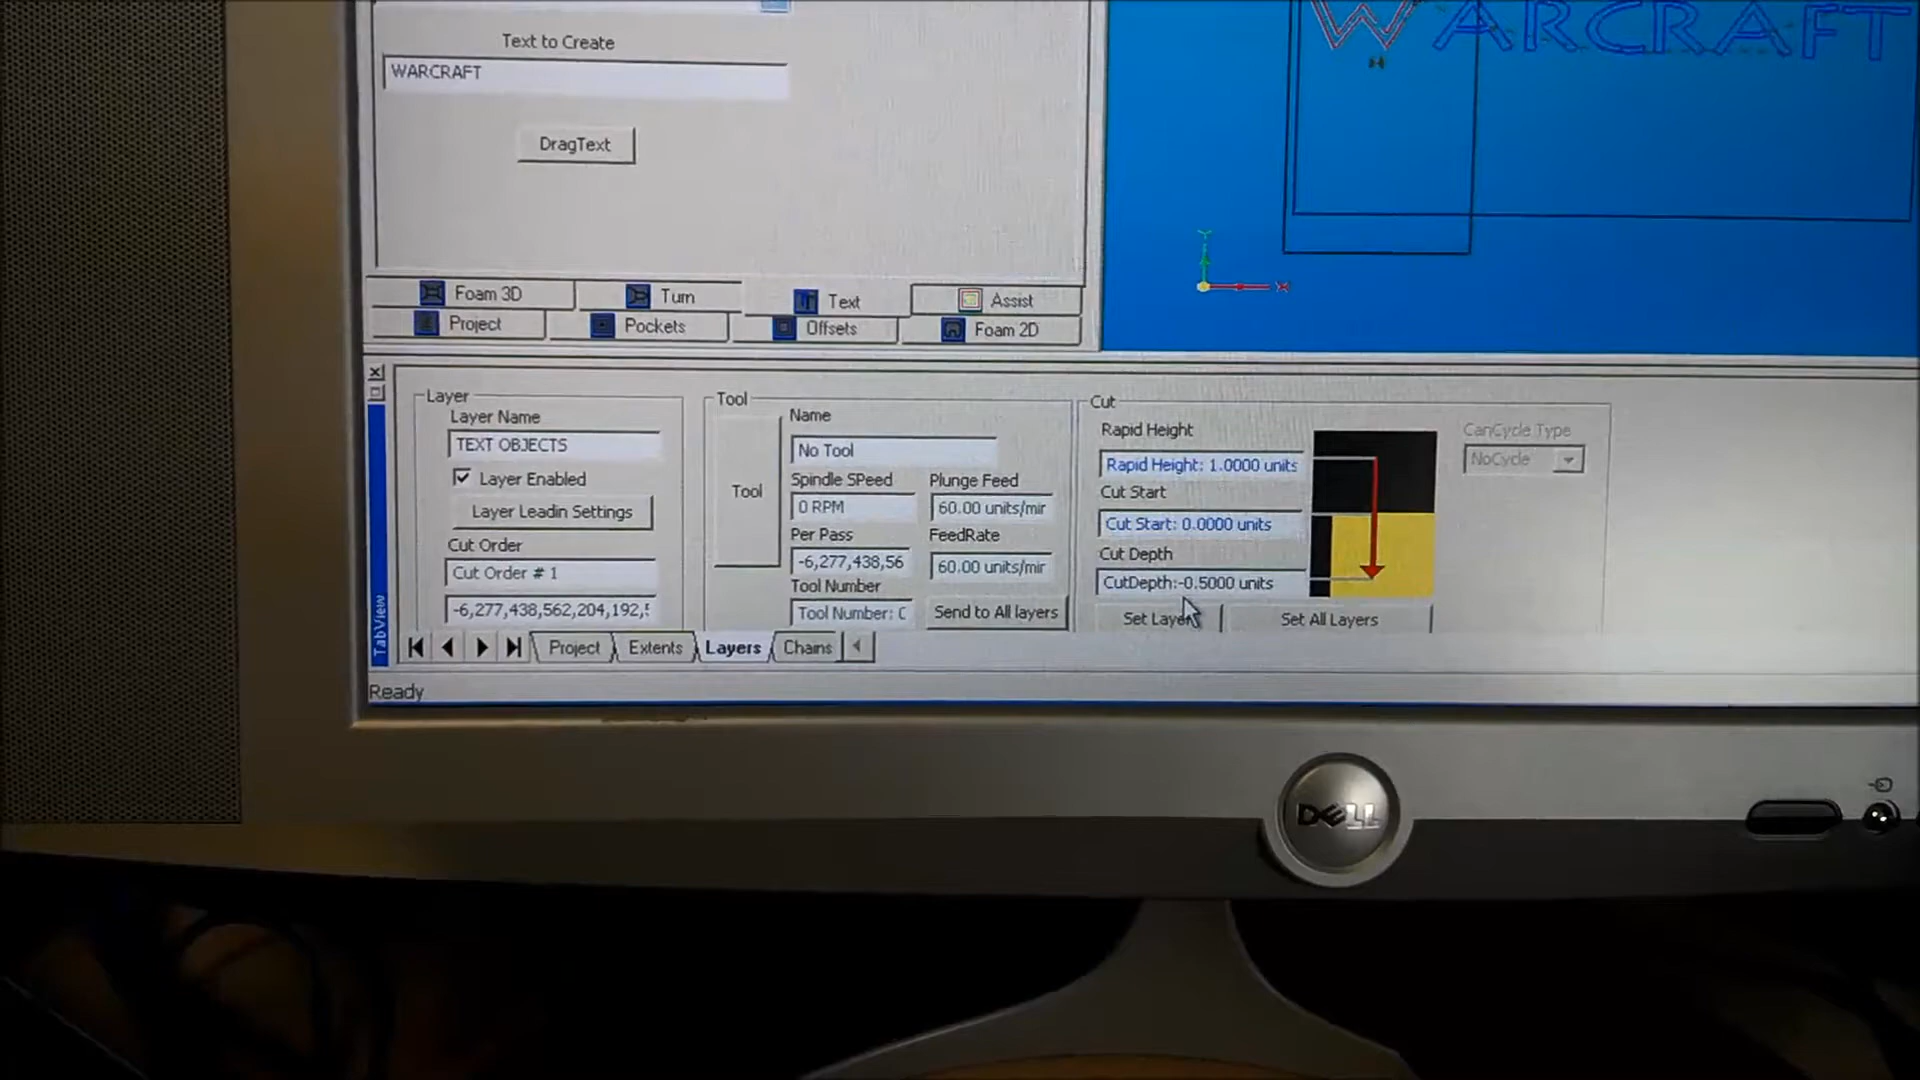 Text to Create
WARCRAFT
DragText
WARCRAFT
Y
X
Foam 3D
Turn
Text
Assist
Project
Pockets
Offsets
Foam 2D
Layer
Layer Name
TEXT OBJECTS
Layer Enabled
Layer Leadin Settings
Cut Order
Cut Order # 1
-6,277,438,562,204,192,5
Tool
Tool
Name
No Tool
Spindle SPeed
0 RPM
Plunge Feed
60.00 units/mir
Per Pass
-6,277,438,56
FeedRate
60.00 units/mir
Tool Number
Tool Number: 0
Send to All layers
Cut
Rapid Height
Rapid Height: 1.0000 units
Cut Start
Cut Start: 0.0000 units
Cut Depth
CutDepth:-0.5000 units
Set Layer
Set All Layers
CanCycle Type
NoCycle
TabView
Project
Extents
Layers
Chains
Ready
DELL